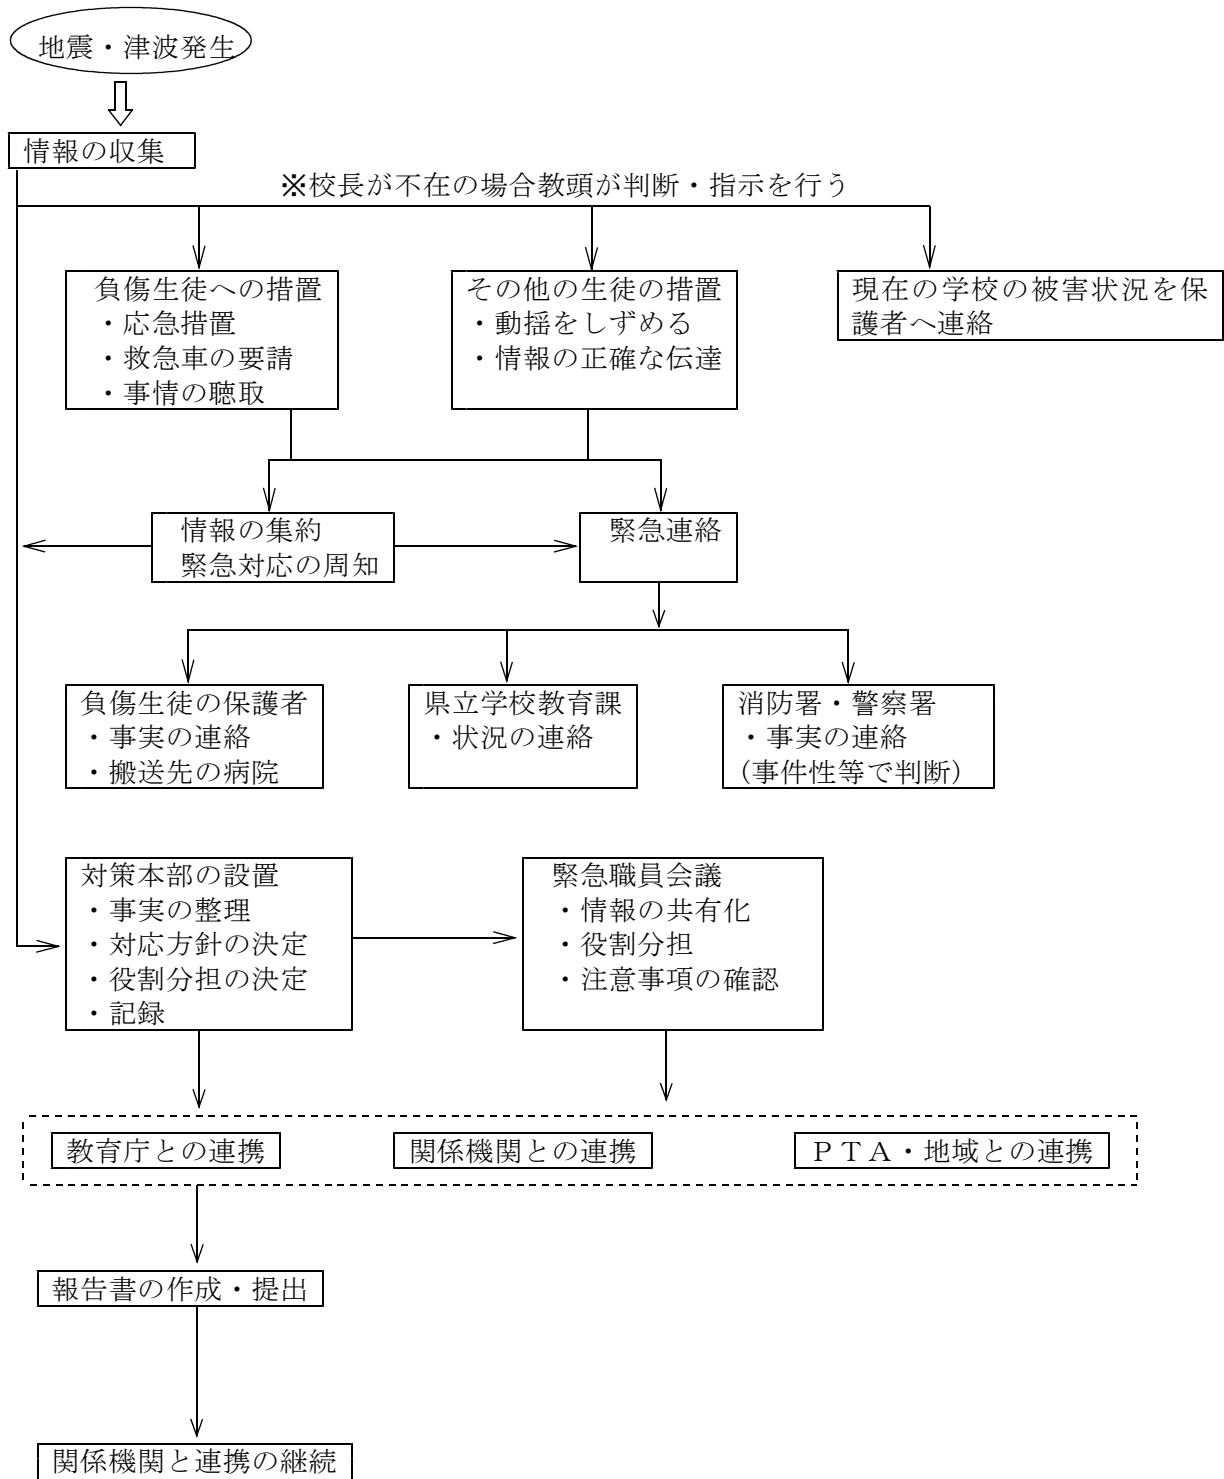 地震・津波発生
情報の収集
※校長が不在の場合教頭が判断・指示を行う
負傷生徒への措置
・応急措置
・救急車の要請
・事情の聴取
その他の生徒の措置
・動揺をしずめる
・情報の正確な伝達
現在の学校の被害状況を保
護者へ連絡
情報の集約
緊急対応の周知
緊急連絡
負傷生徒の保護者
・事実の連絡
・搬送先の病院
県立学校教育課
・状況の連絡
消防署・警察署
・事実の連絡
(事件性等で判断)
対策本部の設置
・事実の整理
・対応方針の決定
・役割分担の決定
・記録
緊急職員会議
・情報の共有化
・役割分担
・注意事項の確認
教育庁との連携
関係機関との連携
ＰＴＡ・地域との連携
報告書の作成・提出
関係機関と連携の継続